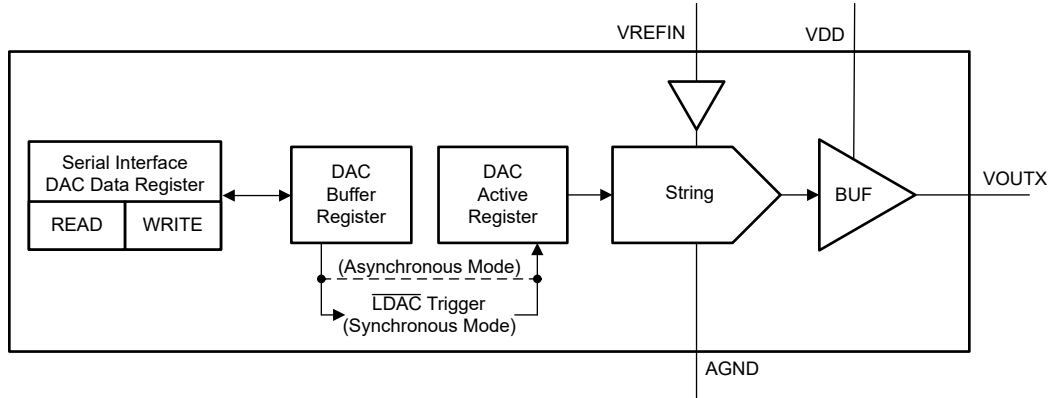 VREFIN
VDD
Serial Interface
DAC Data Register
READ
WRITE
DAC
Buffer
Register
DAC
Active
Register
String
BUF
VOUTX
(Asynchronous Mode)
LDAC Trigger
(Synchronous Mode)
AGND